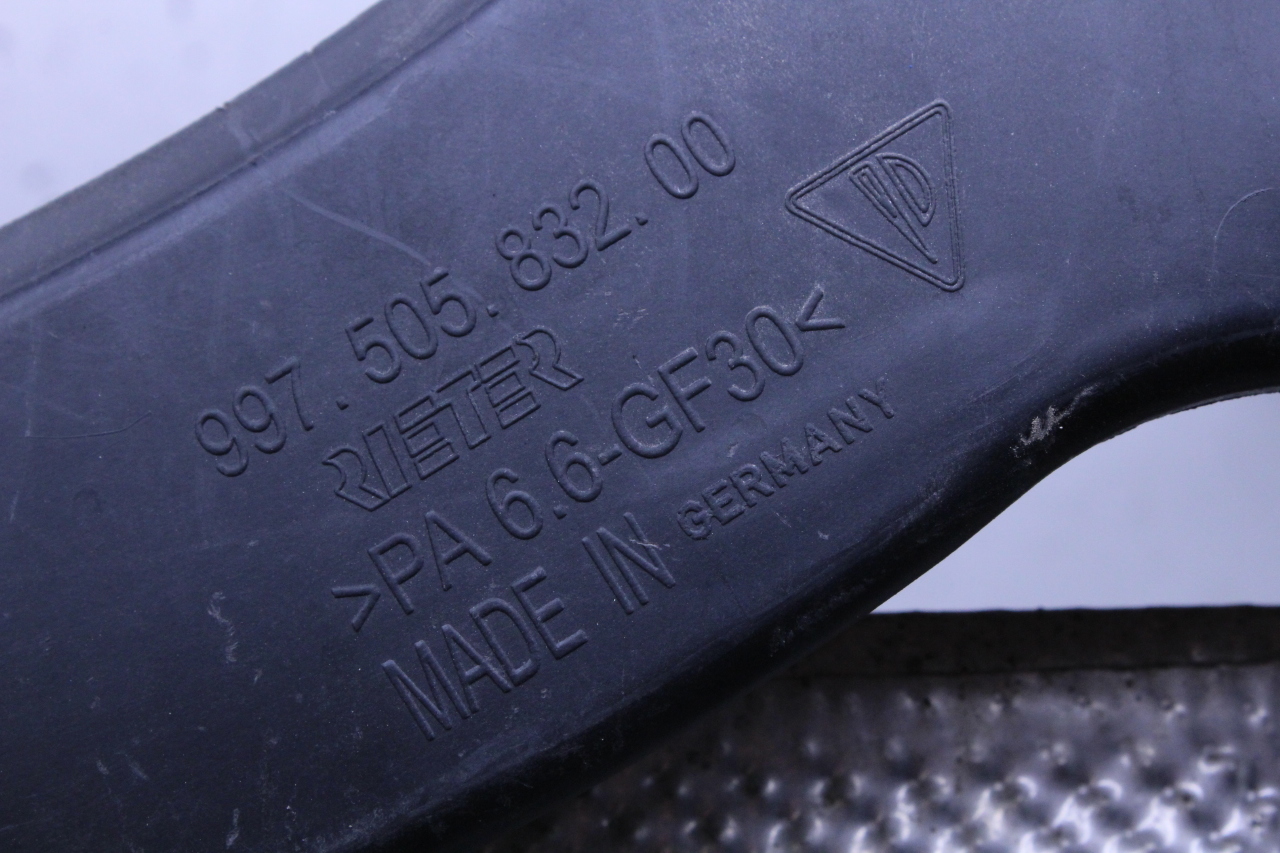 997.505.832.00
RIETER
>PA 6.6-GF30<
MADE IN GERMANY